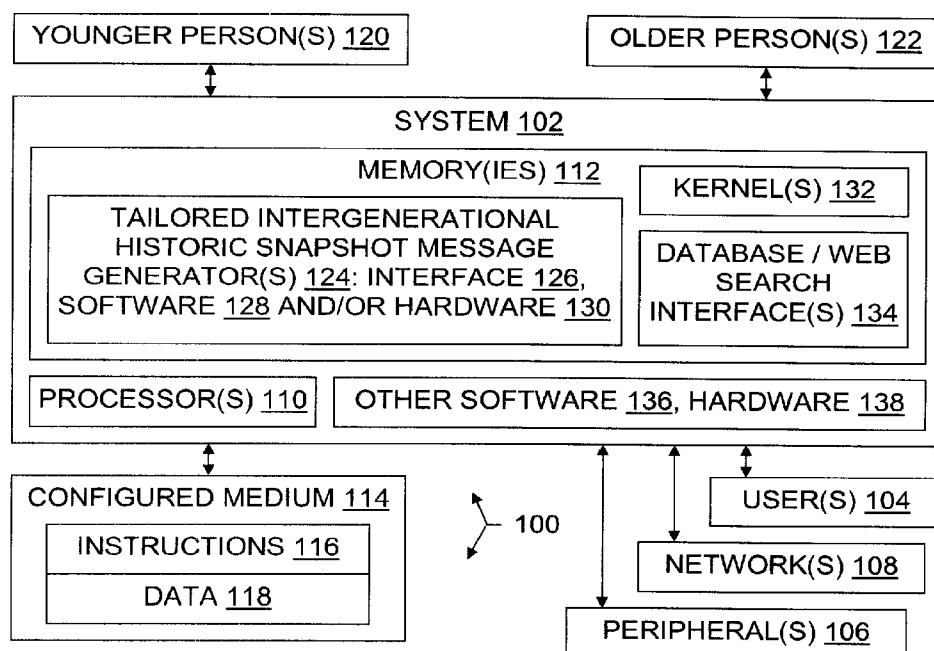 YOUNGER PERSON(S) 120
OLDER PERSON(S) 122
SYSTEM 102
MEMORY(IES) 112
TAILORED INTERGENERATIONAL
HISTORIC SNAPSHOT MESSAGE
GENERATOR(S) 124: INTERFACE 126,
SOFTWARE 128 AND/OR HARDWARE 130
KERNEL(S) 132
DATABASE / WEB
SEARCH
INTERFACE(S) 134
PROCESSOR(S) 110
OTHER SOFTWARE 136, HARDWARE 138
CONFIGURED MEDIUM 114
INSTRUCTIONS 116
DATA 118
100
USER(S) 104
NETWORK(S) 108
PERIPHERAL(S) 106